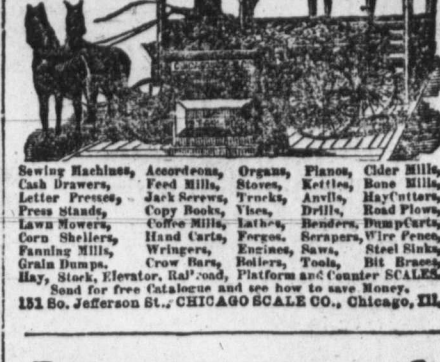 Sewing Machines, Accordeons, Organs, Pianos, Cider Mills,
Cash Drawers, Feed Mills, Stoves, Kettles, Bone Mills,
Letter Presses, Jack Screws, Trucks, Anvils, HayCutters,
Press Stands, Copy Books, Vises, Drills, Road Plows,
Lawn Mowers, Coffee Mills, Lathes, Benders, DumpCarts,
Corn Shellers, Hand Carts, Forges, Scrapers, Wire Fence,
Fanning Mills, Wringers, Engines, Saws, Steel Sinks,
Grain Dumps, Crow Bars, Boilers, Tools, Bit Braces,
Hay, Stock, Elevator, Railroad, Platform and Counter SCALES.
Send for free Catalogue and see how to save Money.
151 So. Jefferson St., CHICAGO SCALE CO., Chicago, Ill